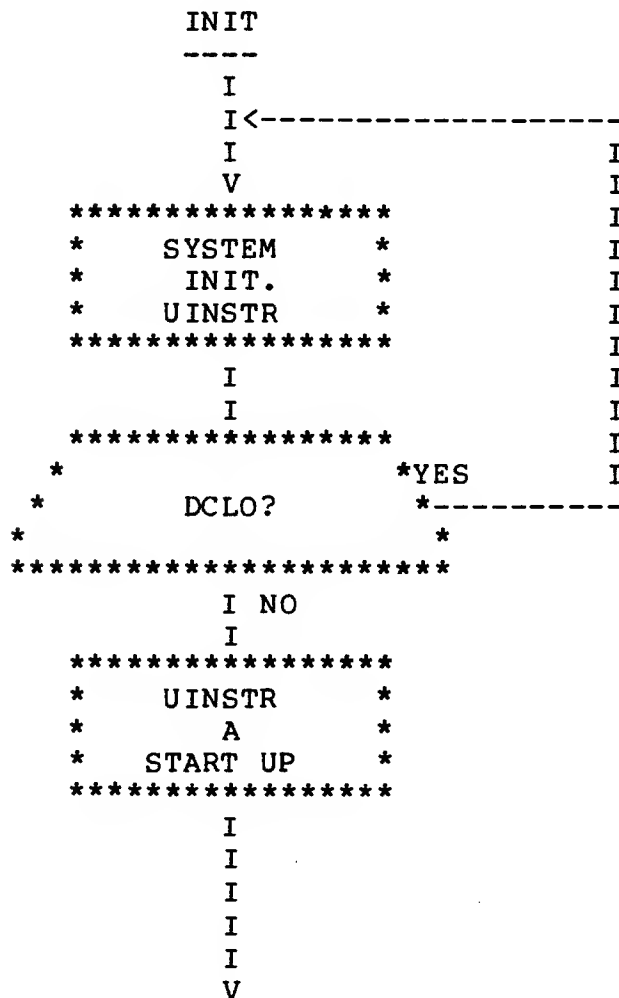 INIT
----
I
I<-------------------
I I
V I
***************** I
* SYSTEM * I
* INIT. * I
* UINSTR * I
***************** I
I I
I I
***************** I
* *YES I
* DCLO? *------------
* *
***********************
I NO
I
*****************
* UINSTR *
* A *
* START UP *
*****************
I
I
I
I
I
V